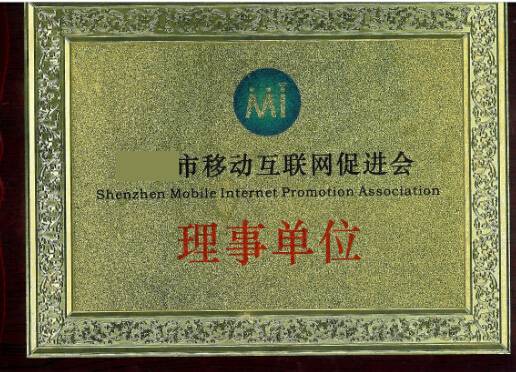 MI
市移动互联网促进会
Shenzhen Mobile Internet Promotion Association
理事单位